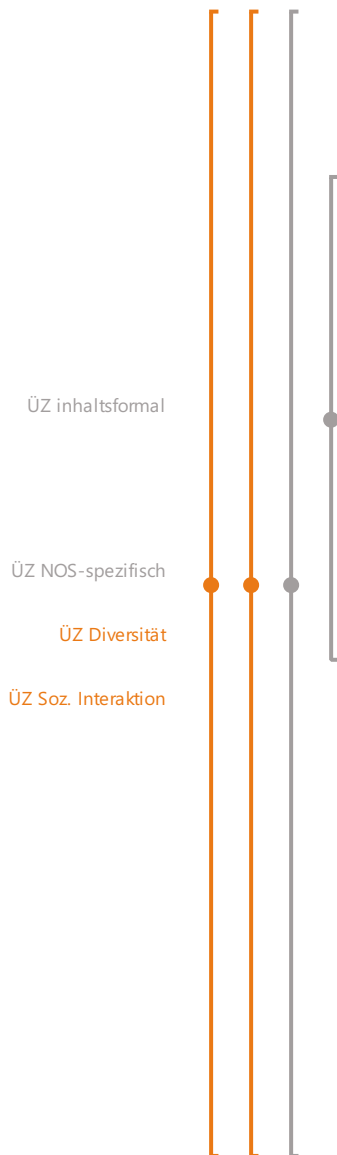 ÜZ inhaltsformal
ÜZ NOS-spezifisch
ÜZ Diversität
ÜZ Soz. Interaktion